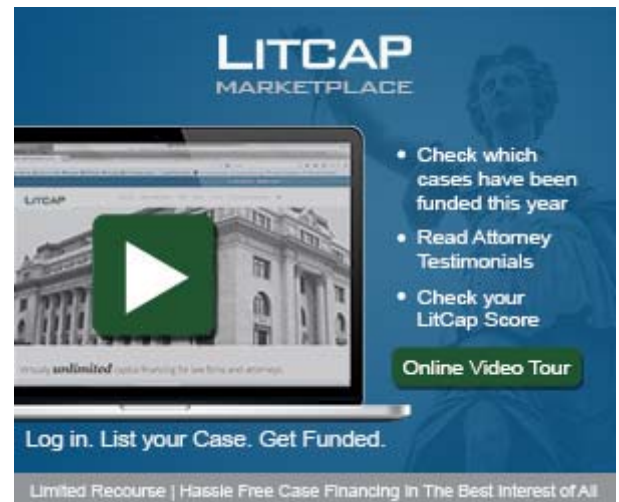 LITCAP
MARKETPLACE
• Check which
cases have been
funded this year
• Read Attorney
Testimonials
• Check your
LitCap Score
Online Video Tour
LITCAP
unlimited capital financing for law firms and attorneys.
Log in. List your Case. Get Funded.
Limited Recourse | Hassle Free Case Financing In The Best Interest of All